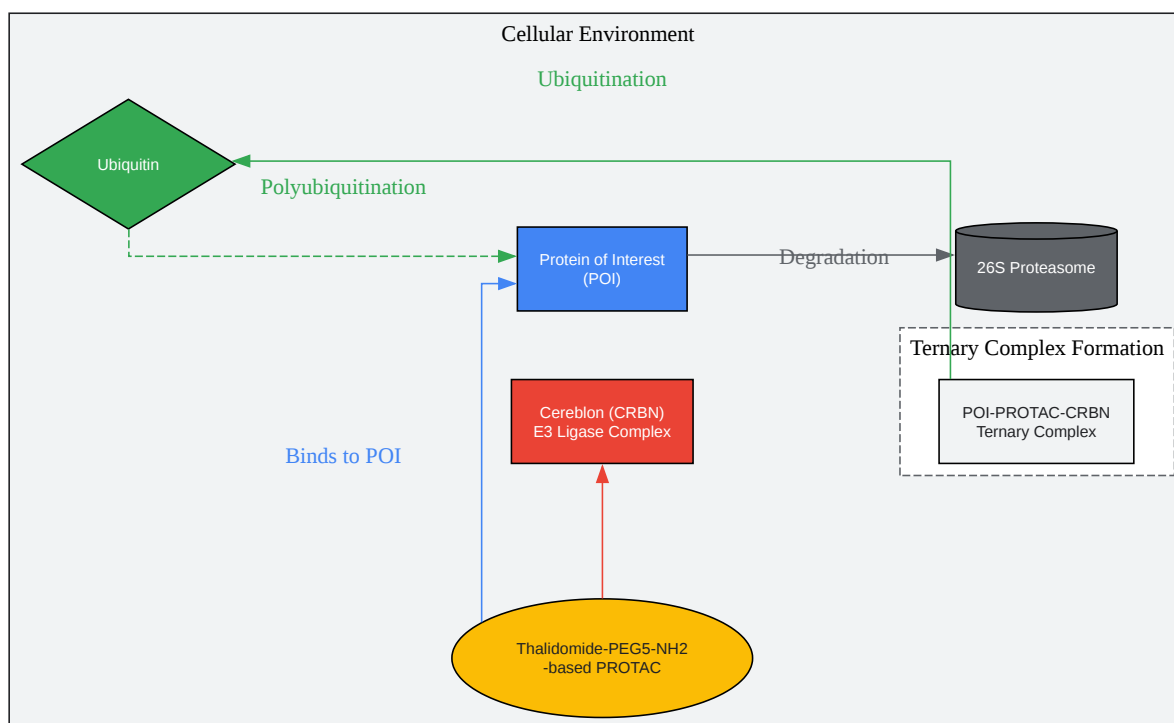 Cellular Environment
Ubiquitination
Ubiquitin
Polyubiquitination
Protein of Interest
(POI)
Degradation
26S Proteasome
Ternary Complex Formation
Cereblon (CRBN)
E3 Ligase Complex
POI-PROTAC-CRBN
Ternary Complex
Binds to POI
Thalidomide-PEG5-NH2
-based PROTAC